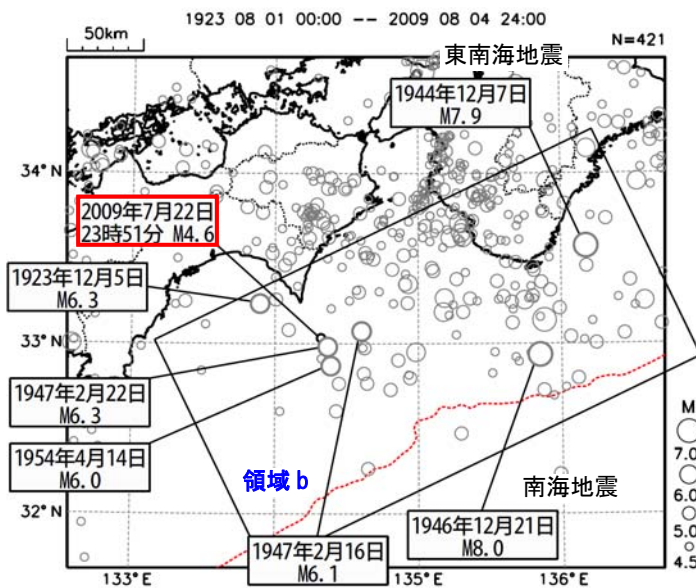 1923 08 01 00:00 -- 2009 08 04 24:00
50km
N=421
東南海地震
1944年12月7日
M7.9
34°N
2009年7月22日
23時51分 M4.6
1923年12月5日
M6.3
33°N
1947年2月22日
M6.3
1954年4月14日
M6.0
領域b
南海地震
32°N
1947年2月16日
M6.1
1946年12月21日
M8.0
M
7.0
6.0
5.0
4.5
133°E
135°E
136°E